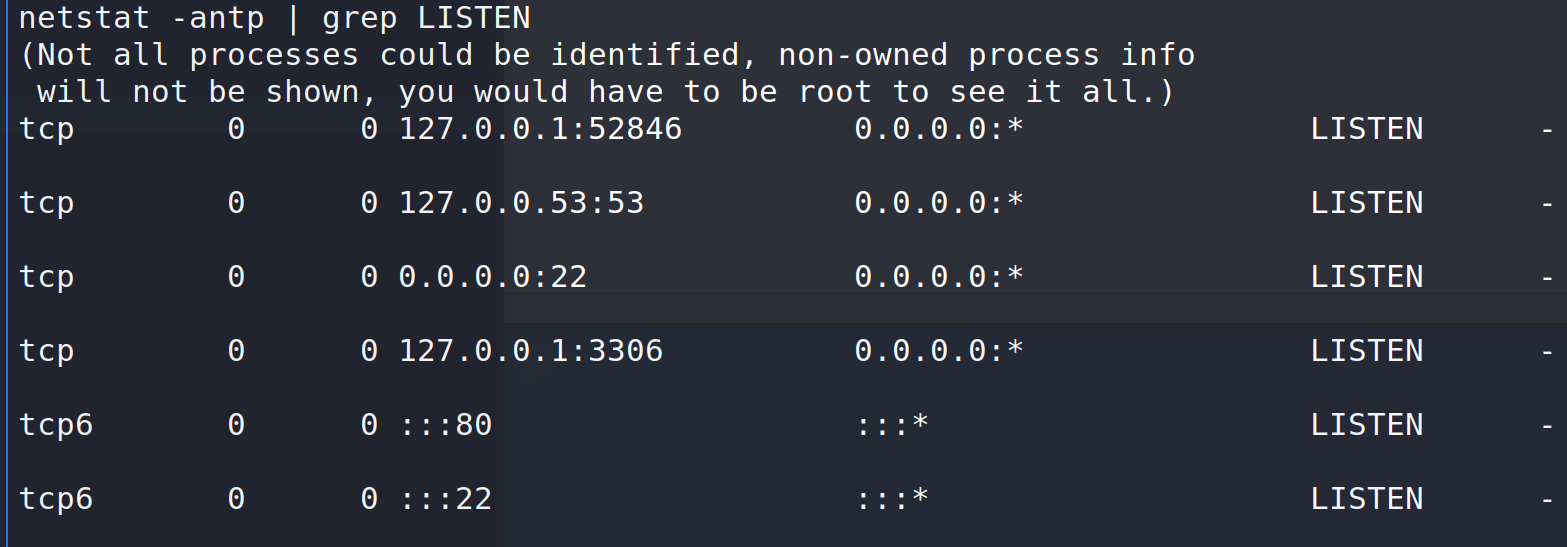 netstat -antp | grep LISTEN
(Not all processes could be identified, non-owned process info
 will not be shown, you would have to be root to see it all.)
tcp        0      0 127.0.0.1:52846         0.0.0.0:*               LISTEN      -
tcp        0      0 127.0.0.53:53           0.0.0.0:*               LISTEN      -
tcp        0      0 0.0.0.0:22              0.0.0.0:*               LISTEN      -
tcp        0      0 127.0.0.1:3306          0.0.0.0:*               LISTEN      -
tcp6       0      0 :::80                   :::*                    LISTEN      -
tcp6       0      0 :::22                   :::*                    LISTEN      -